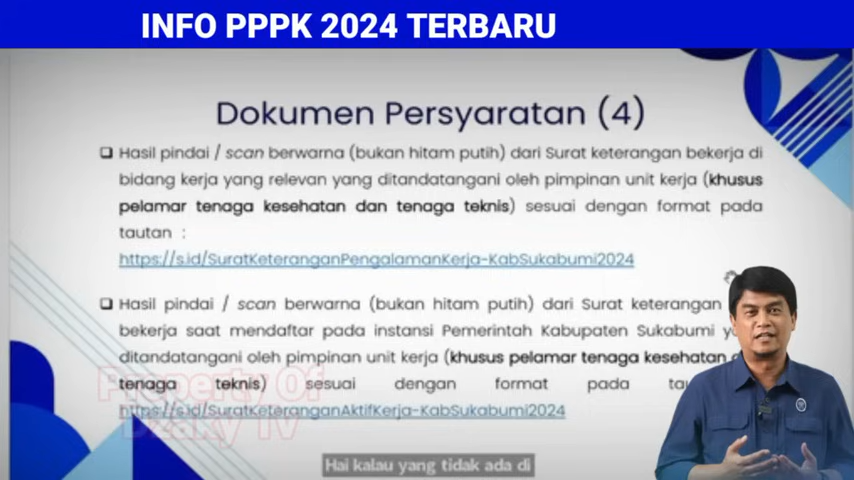 INFO PPPK 2024 TERBARU
Dokumen Persyaratan (4)
❑ Hasil pindai / scan berwarna (bukan hitam putih) dari Surat keterangan bekerja di
bidang kerja yang relevan yang ditandatangani oleh pimpinan unit kerja (khusus
pelamar tenaga kesehatan dan tenaga teknis) sesuai dengan format pada
tautan :
https://s.id/SuratKeteranganPengalamanKerja-KabSukabumi2024
❑ Hasil pindai / scan berwarna (bukan hitam putih) dari Surat keterangan
bekerja saat mendaftar pada instansi Pemerintah Kabupaten Sukabumi
ditandatangani oleh pimpinan unit kerja (khusus pelamar tenaga kesehatan
tenaga teknis) sesuai dengan format pada
https://s.id/SuratKeteranganAktifKerja-KabSukabumi2024
Property Of
Dzaky Tv
Hai kalau yang tidak ada di